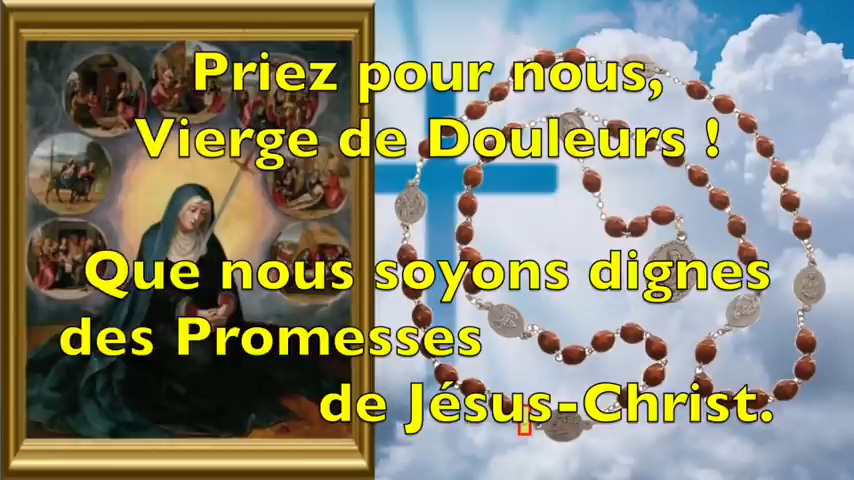 Priez pour nous,
Vierge de Douleurs !
Que nous soyons dignes
des Promesses
de Jésus-Christ.